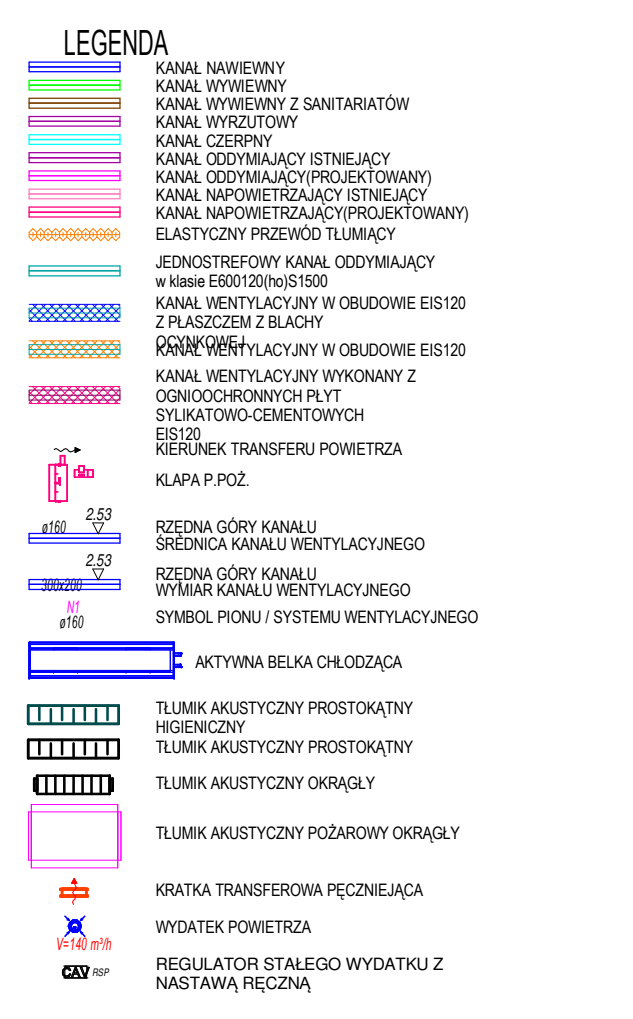 LEGENDA
KANAŁ NAWIEWNY
KANAŁ WYWIEWNY
KANAŁ WYWIEWNY Z SANITARIATÓW
KANAŁ WYRZUTOWY
KANAŁ CZERPNY
KANAŁ ODDYMIAJĄCY ISTNIEJĄCY
KANAŁ ODDYMIAJĄCY(PROJEKTOWANY)
KANAŁ NAPOWIETRZAJĄCY ISTNIEJĄCY
KANAŁ NAPOWIETRZAJĄCY(PROJEKTOWANY)
ELASTYCZNY PRZEWÓD TŁUMIĄCY
JEDNOSTREFOWY KANAŁ ODDYMIAJĄCY
w klasie E600120(ho)S1500
KANAŁ WENTYLACYJNY W OBUDOWIE EIS120
Z PŁASZCZEM Z BLACHY
OCYNKOWEJ
KANAŁ WENTYLACYJNY W OBUDOWIE EIS120
KANAŁ WENTYLACYJNY WYKONANY Z
OGNIOOCHRONNYCH PŁYT
SYLIKATOWO-CEMENTOWYCH
EIS120
KIERUNEK TRANSFERU POWIETRZA
KLAPA P.POŻ.
2.53
ø160
RZĘDNA GÓRY KANAŁU
ŚREDNICA KANAŁU WENTYLACYJNEGO
2.53
300x200
RZĘDNA GÓRY KANAŁU
WYMIAR KANAŁU WENTYLACYJNEGO
N1
ø160
SYMBOL PIONU / SYSTEMU WENTYLACYJNEGO
AKTYWNA BELKA CHŁODZĄCA
TŁUMIK AKUSTYCZNY PROSTOKĄTNY
HIGIENICZNY
TŁUMIK AKUSTYCZNY PROSTOKĄTNY
TŁUMIK AKUSTYCZNY OKRĄGŁY
TŁUMIK AKUSTYCZNY POŻAROWY OKRĄGŁY
KRATKA TRANSFEROWA PĘCZNIEJĄCA
WYDATEK POWIETRZA
V=140 m³/h
CAV RSP
REGULATOR STAŁEGO WYDATKU Z
NASTAWĄ RĘCZNĄ